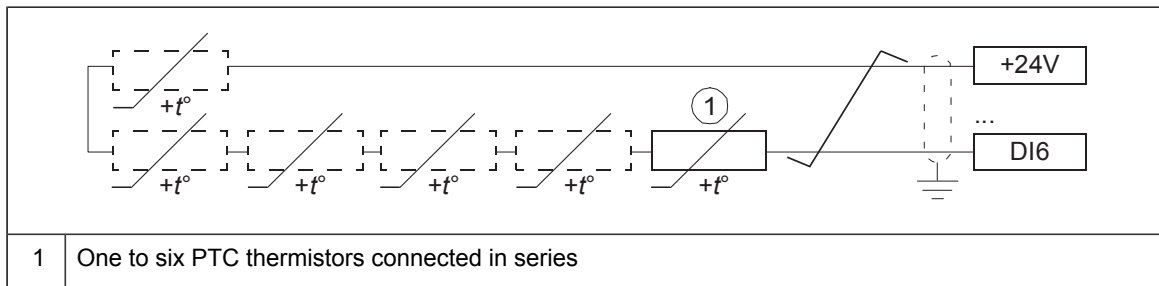 +24V
+t°
1
...
DI6
+t° +t° +t° +t° +t°
1 One to six PTC thermistors connected in series